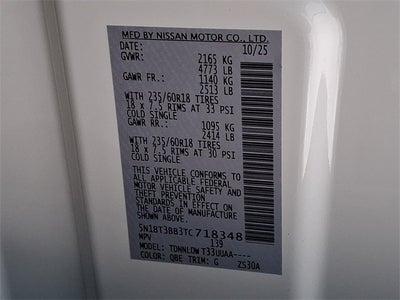 MFD BY NISSAN MOTOR CO., LTD.
DATE: 10/25
GVWR: 2165 KG
4773 LB
GAWR FR.: 1140 KG
2513 LB
WITH 235/60R18 TIRES
18 x 7.5 RIMS AT 33 PSI
COLD SINGLE
GAWR RR.: 1095 KG
2414 LB
WITH 235/60R18 TIRES
18 x 7.5 RIMS AT 30 PSI
COLD SINGLE
THIS VEHICLE CONFORMS TO
ALL APPLICABLE FEDERAL
MOTOR VEHICLE SAFETY AND
THEFT PREVENTION
STANDARDS IN EFFECT ON
THE DATE OF MANUFACTURE
SHOWN ABOVE.
5N1BT3BB3TC718348
MPV 139
MODEL: TDNNLDWT33UUAA----
COLOR: QBE TRIM: G ZS30A